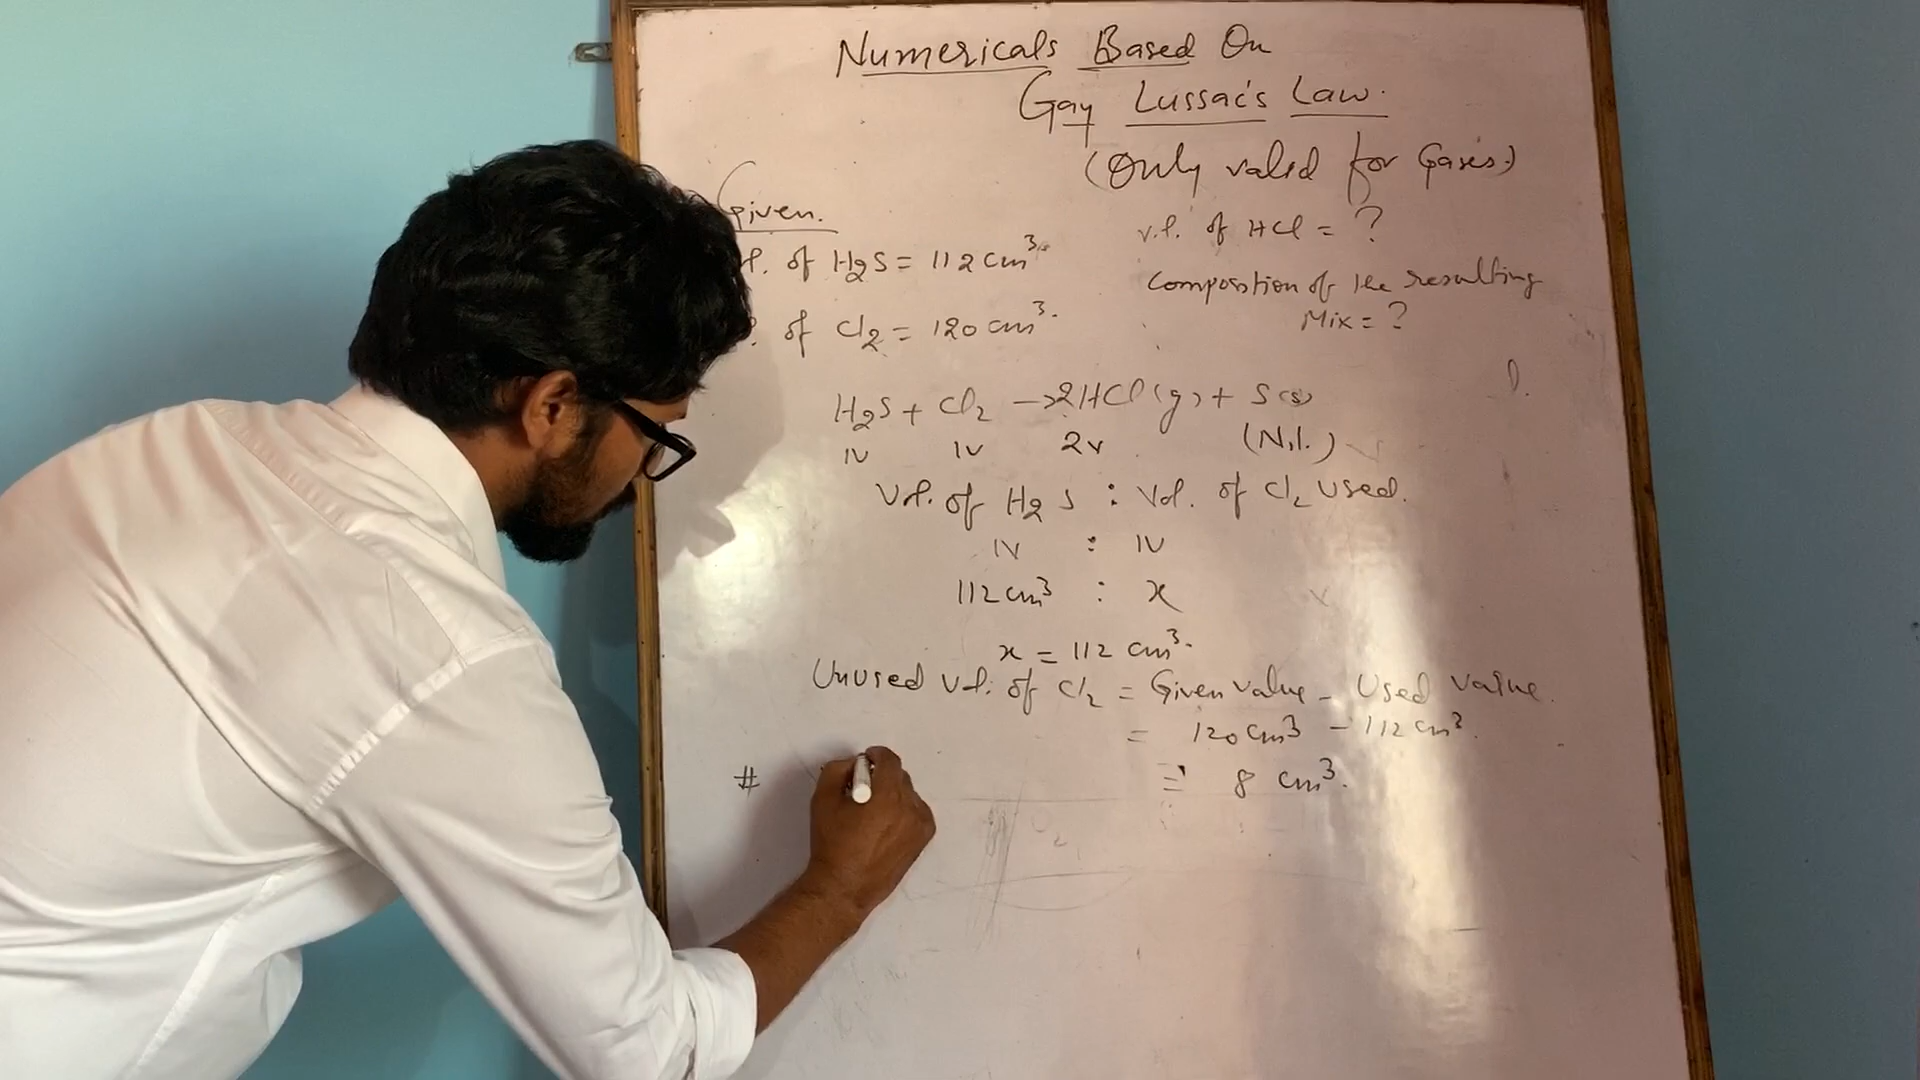 Numericals Based On
Gay Lussac's Law.
(Only valid for Gases.)
Given.
vol. of HCl = ?
l. of H2S = 112 cm³.
Composition of the resulting
Mix = ?
of Cl2 = 120 cm³.
H2S + Cl2 → 2HCl(g) + S(s)
1V 1V 2V (Nil.)
Vol. of H2S : Vol. of Cl2 used.
1V : 1V
112 cm³ : x
x = 112 cm³.
Unused vol. of Cl2 = Given value - Used value.
= 120 cm³ - 112 cm³.
= 8 cm³.
#